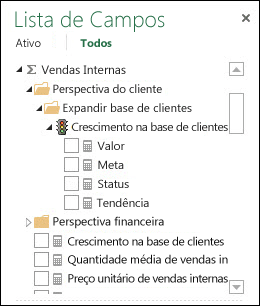 Lista de Campos
Ativo Todos
Vendas Internas
Perspectiva do cliente
Expandir base de clientes
Crescimento na base de clientes
Valor
Meta
Status
Tendência
Perspectiva financeira
Crescimento na base de clientes
Quantidade média de vendas in
Preço unitário de vendas internas